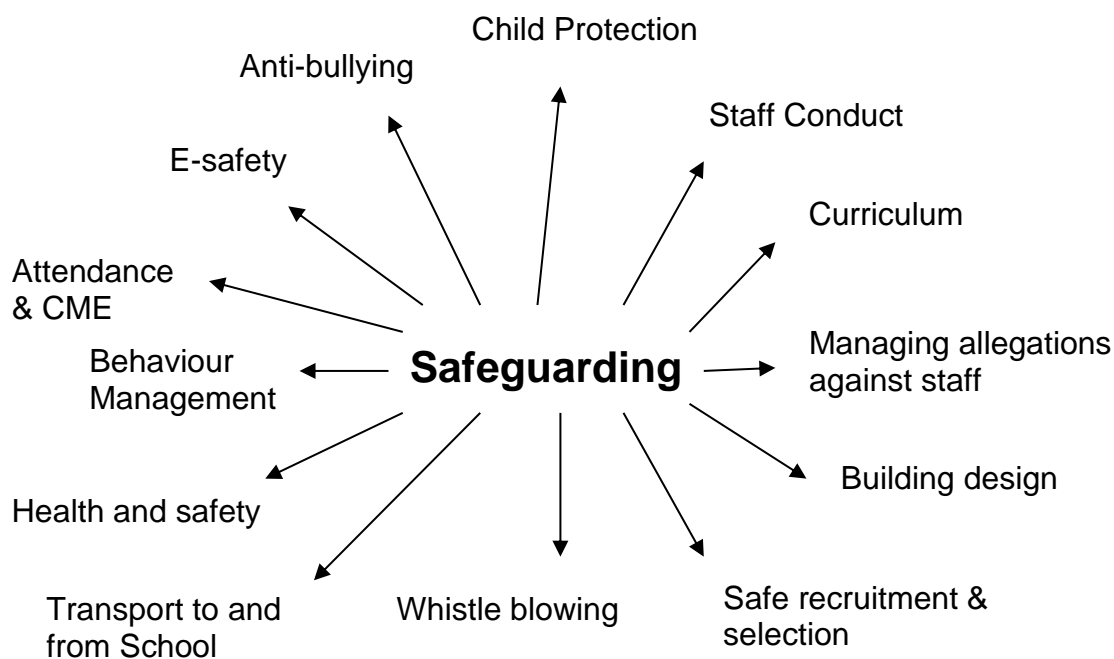 Child Protection
Anti-bullying
Staff Conduct
E-safety
Curriculum
Attendance
& CME
Behaviour
Management
Safeguarding
Managing allegations
against staff
Building design
Health and safety
Transport to and
from School
Whistle blowing
Safe recruitment &
selection